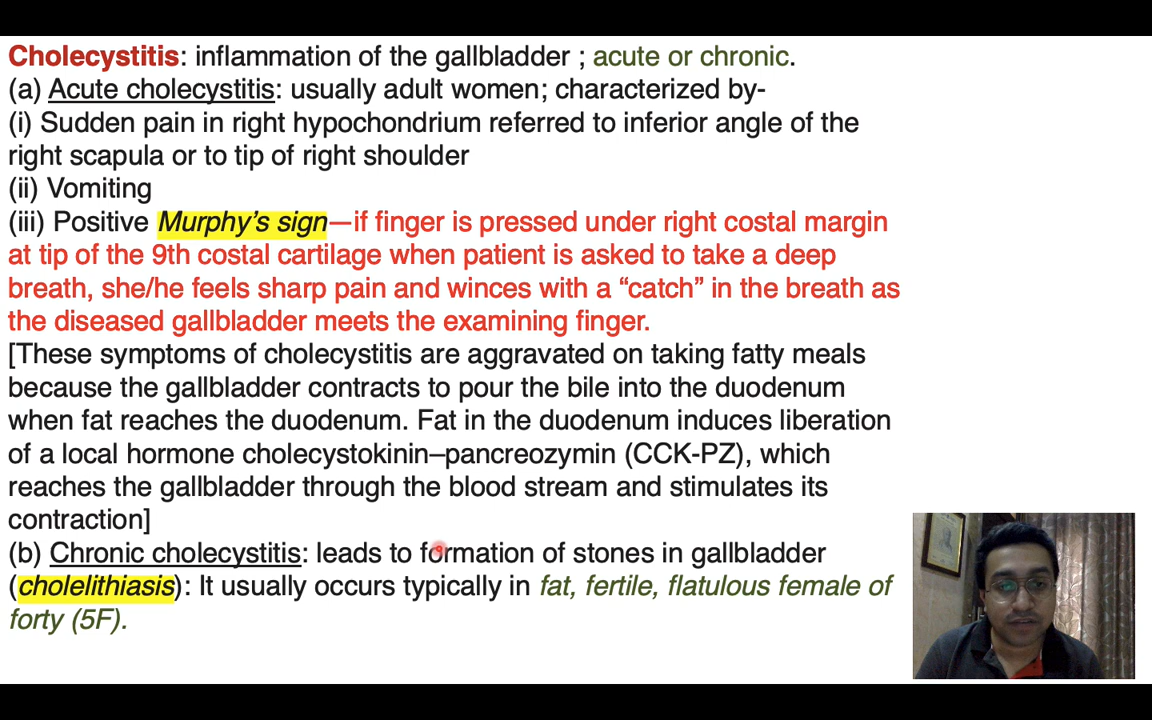 Cholecystitis: inflammation of the gallbladder ; acute or chronic.
(a) Acute cholecystitis: usually adult women; characterized by-
(i) Sudden pain in right hypochondrium referred to inferior angle of the
right scapula or to tip of right shoulder
(ii) Vomiting
(iii) Positive Murphy’s sign—if finger is pressed under right costal margin
at tip of the 9th costal cartilage when patient is asked to take a deep
breath, she/he feels sharp pain and winces with a “catch” in the breath as
the diseased gallbladder meets the examining finger.
[These symptoms of cholecystitis are aggravated on taking fatty meals
because the gallbladder contracts to pour the bile into the duodenum
when fat reaches the duodenum. Fat in the duodenum induces liberation
of a local hormone cholecystokinin–pancreozymin (CCK-PZ), which
reaches the gallbladder through the blood stream and stimulates its
contraction]
(b) Chronic cholecystitis: leads to formation of stones in gallbladder
(cholelithiasis): It usually occurs typically in fat, fertile, flatulous female of
forty (5F).